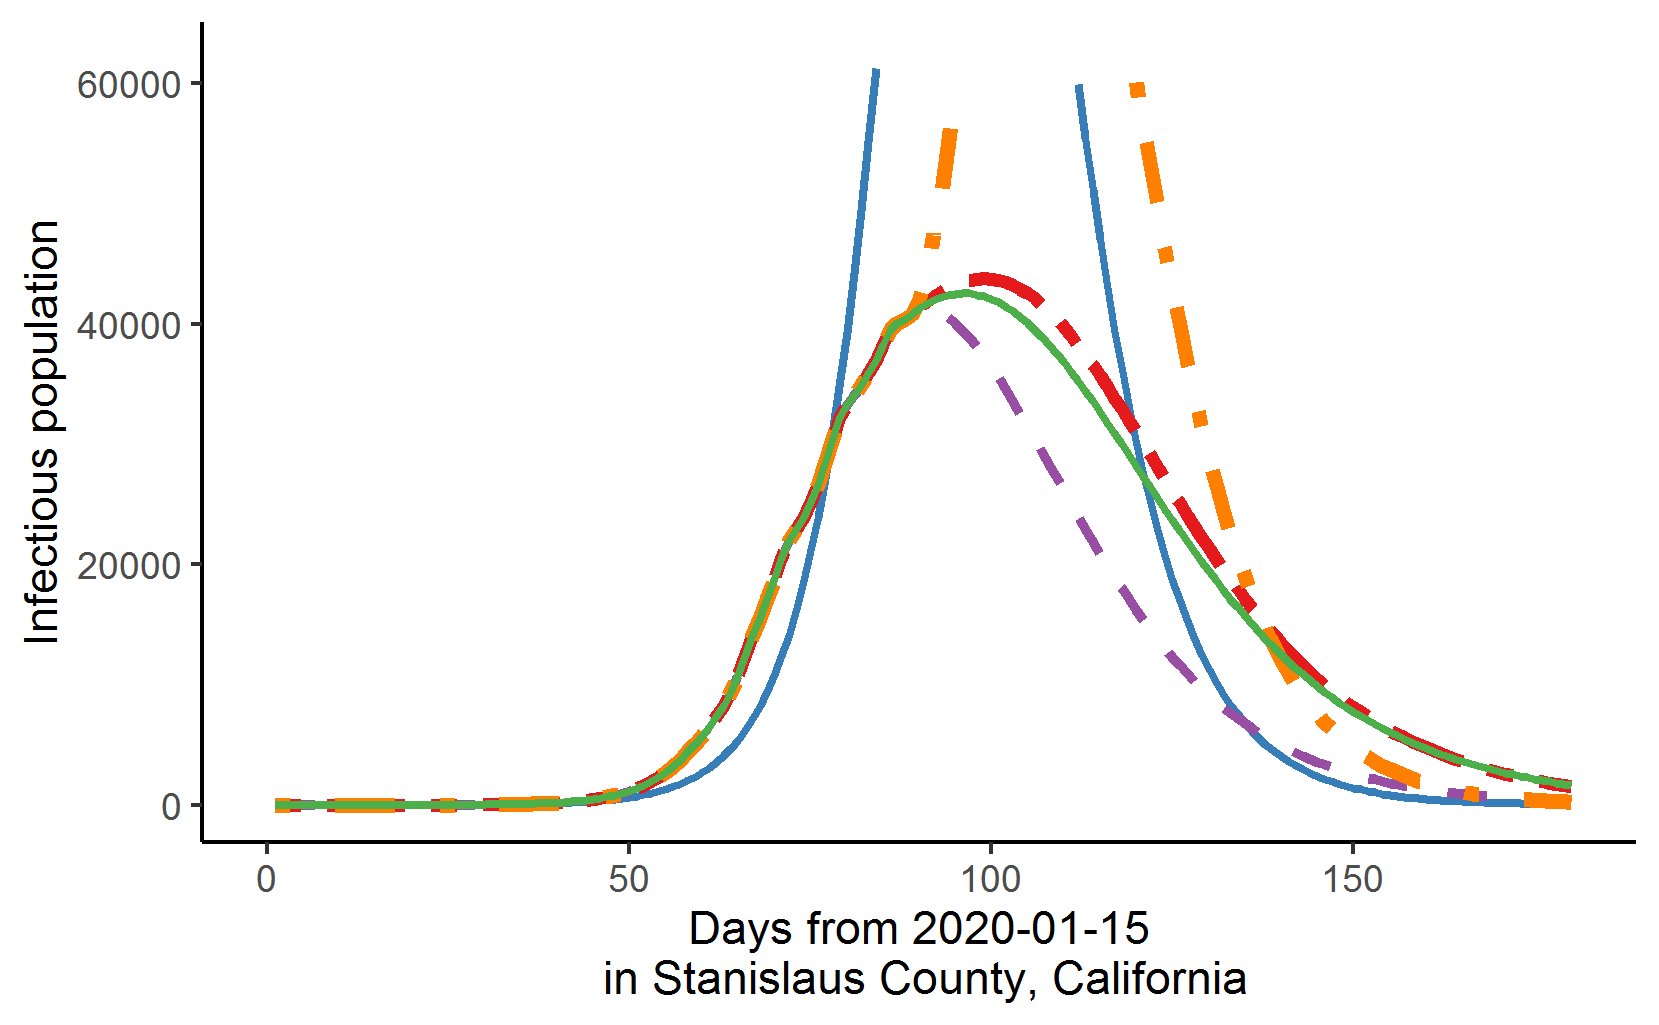 Infectious population
60000
40000
20000
0
0 50 100 150
Days from 2020-01-15
in Stanislaus County, California